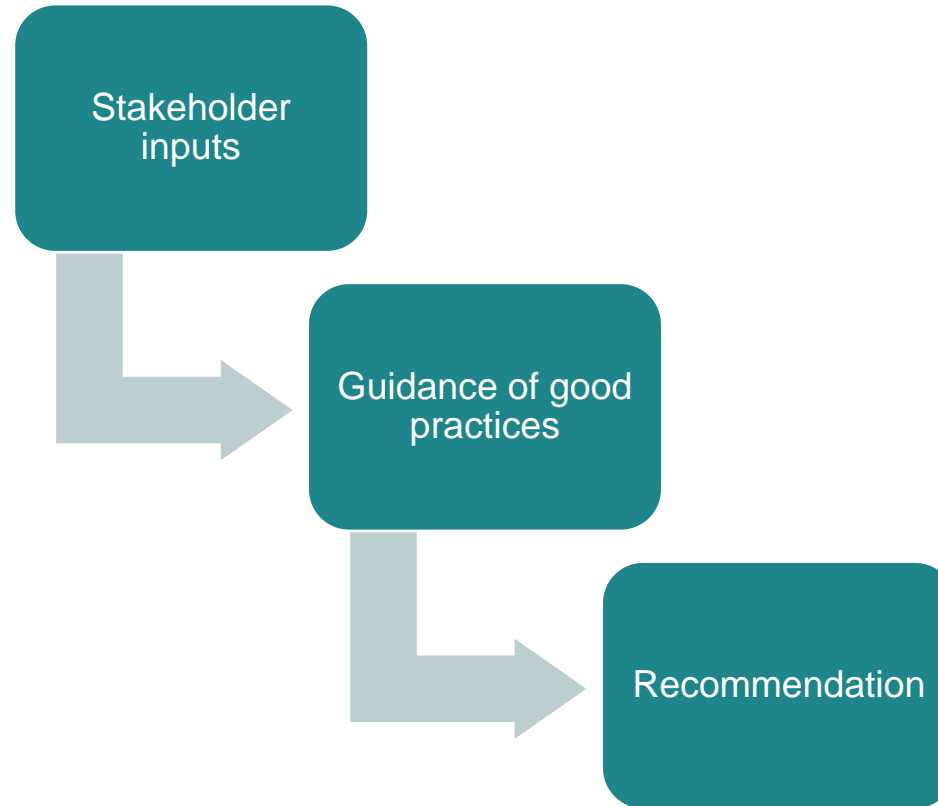 Stakeholder
inputs
Guidance of good
practices
Recommendation